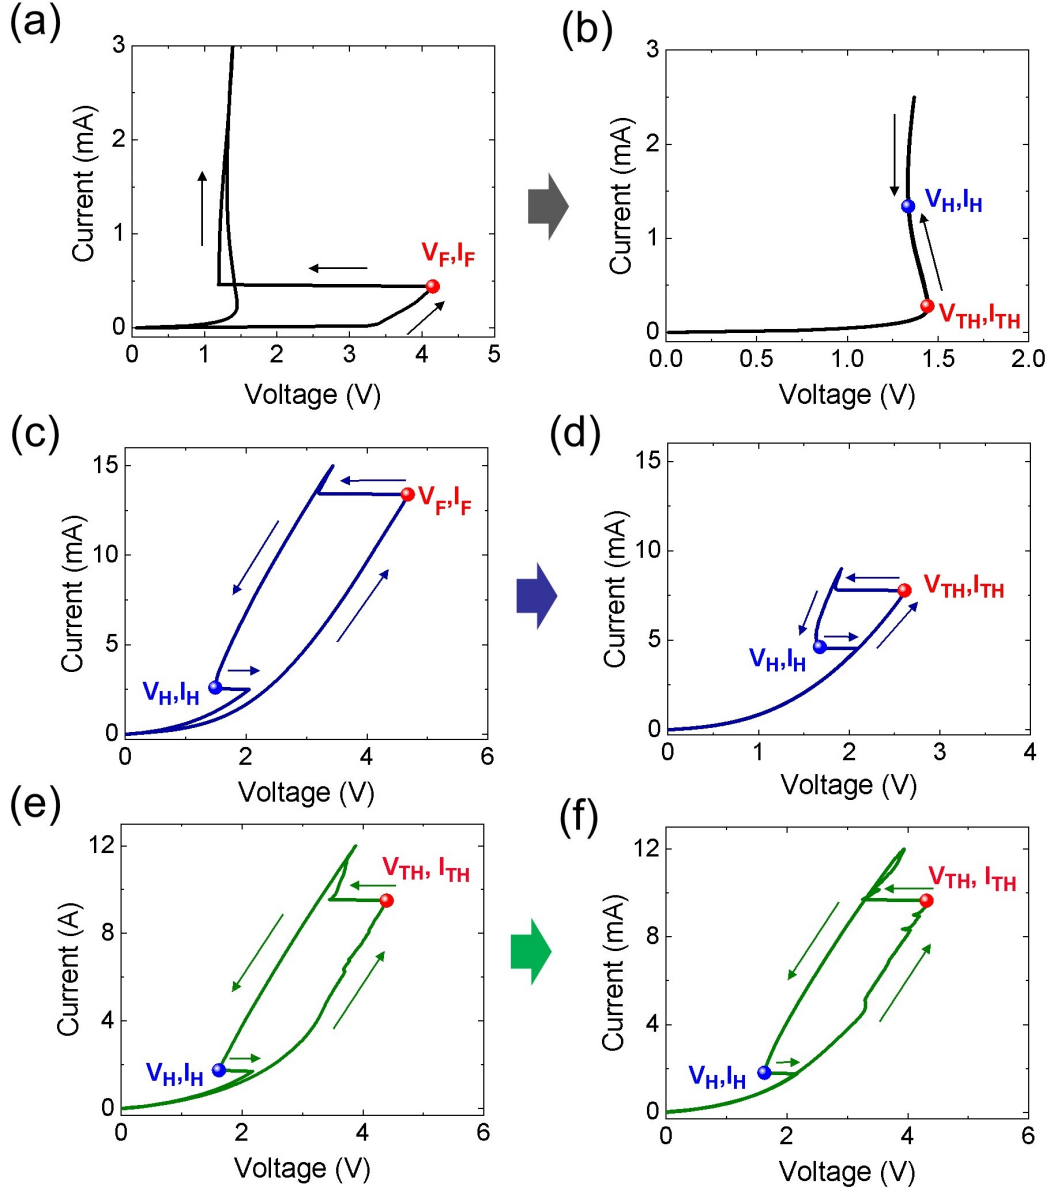 (a)
3
2
1
0
Current (mA)
V_F,I_F
0 1 2 3 4 5
Voltage (V)
(b)
3
2
1
0
Current (mA)
V_H,I_H
V_TH,I_TH
0.0 0.5 1.0 1.5 2.0
Voltage (V)
(c)
15
10
5
0
Current (mA)
V_F,I_F
V_H,I_H
0 2 4 6
Voltage (V)
(d)
15
10
5
0
Current (mA)
V_TH,I_TH
V_H,I_H
0 1 2 3 4
Voltage (V)
(e)
12
8
4
0
Current (A)
V_TH, I_TH
V_H,I_H
0 2 4 6
Voltage (V)
(f)
12
8
4
0
Current (mA)
V_TH, I_TH
V_H,I_H
0 2 4 6
Voltage (V)